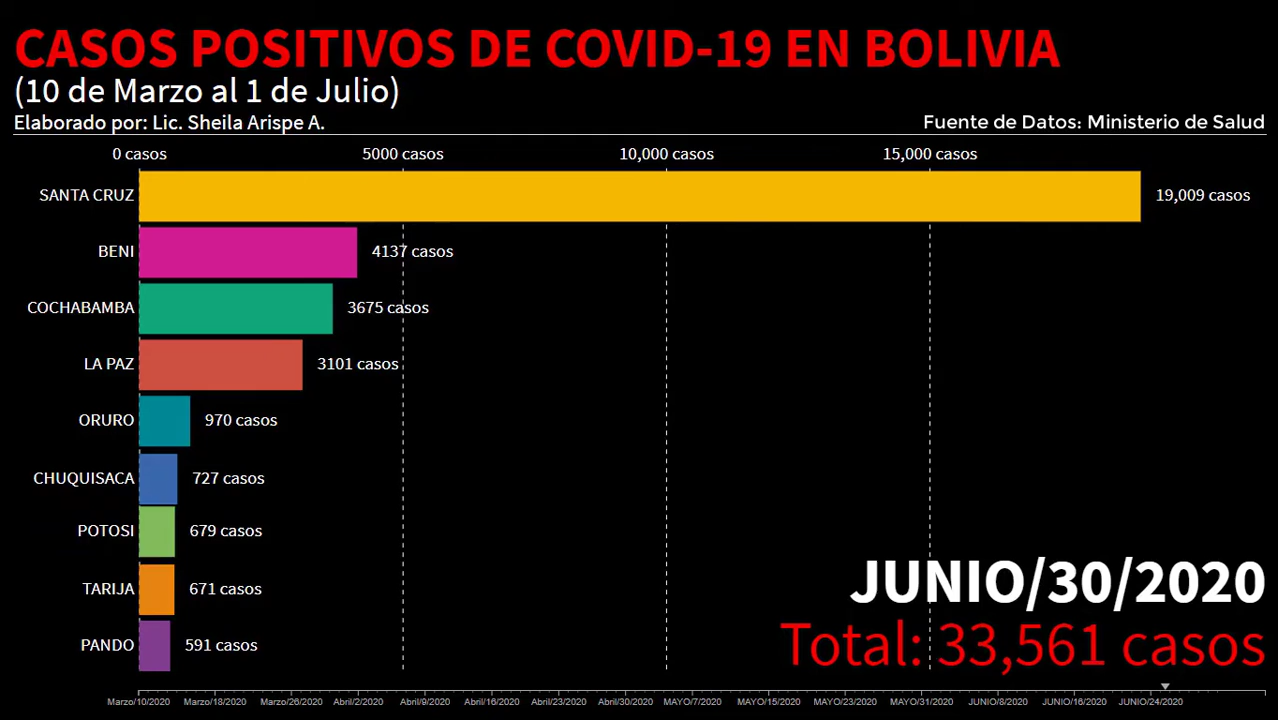 CASOS POSITIVOS DE COVID-19 EN BOLIVIA
(10 de Marzo al 1 de Julio)
Elaborado por: Lic. Sheila Arispe A.
Fuente de Datos: Ministerio de Salud
0 casos 5000 casos 10,000 casos 15,000 casos
SANTA CRUZ 19,009 casos
BENI 4137 casos
COCHABAMBA 3675 casos
LA PAZ 3101 casos
ORURO 970 casos
CHUQUISACA 727 casos
POTOSI 679 casos
TARIJA 671 casos
PANDO 591 casos
JUNIO/30/2020
Total: 33,561 casos
Marzo/10/2020 Marzo/18/2020 Marzo/26/2020 Abril/2/2020 Abril/9/2020 Abril/16/2020 Abril/23/2020 Abril/30/2020 MAYO/7/2020 MAYO/15/2020 MAYO/23/2020 MAYO/31/2020 JUNIO/8/2020 JUNIO/16/2020 JUNIO/24/2020